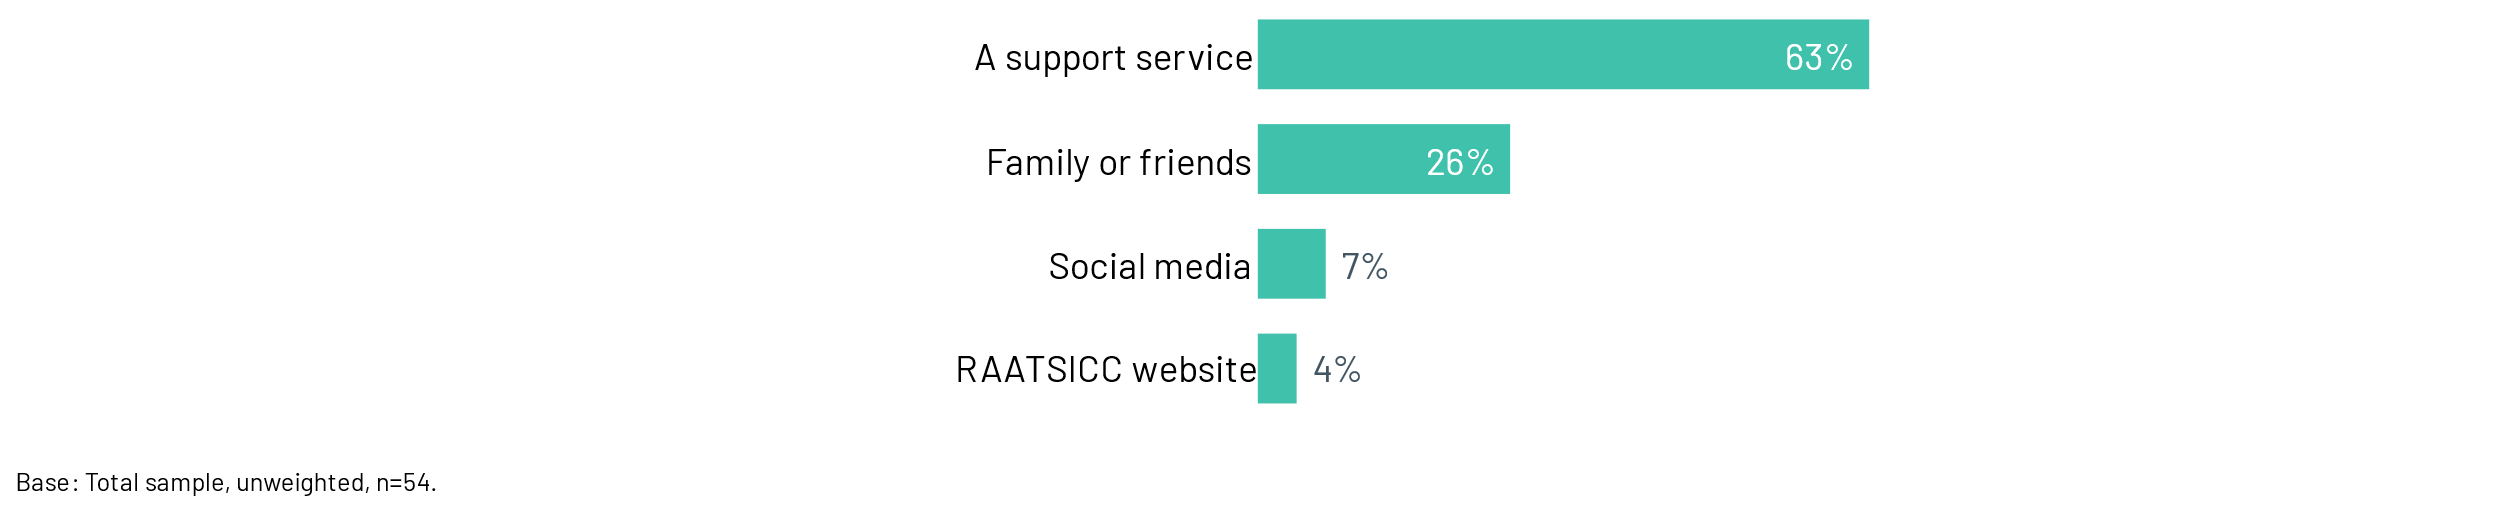 A support service 63%
Family or friends 26%
Social media 7%
RAATSICC website 4%
Base: Total sample, unweighted, n=54.